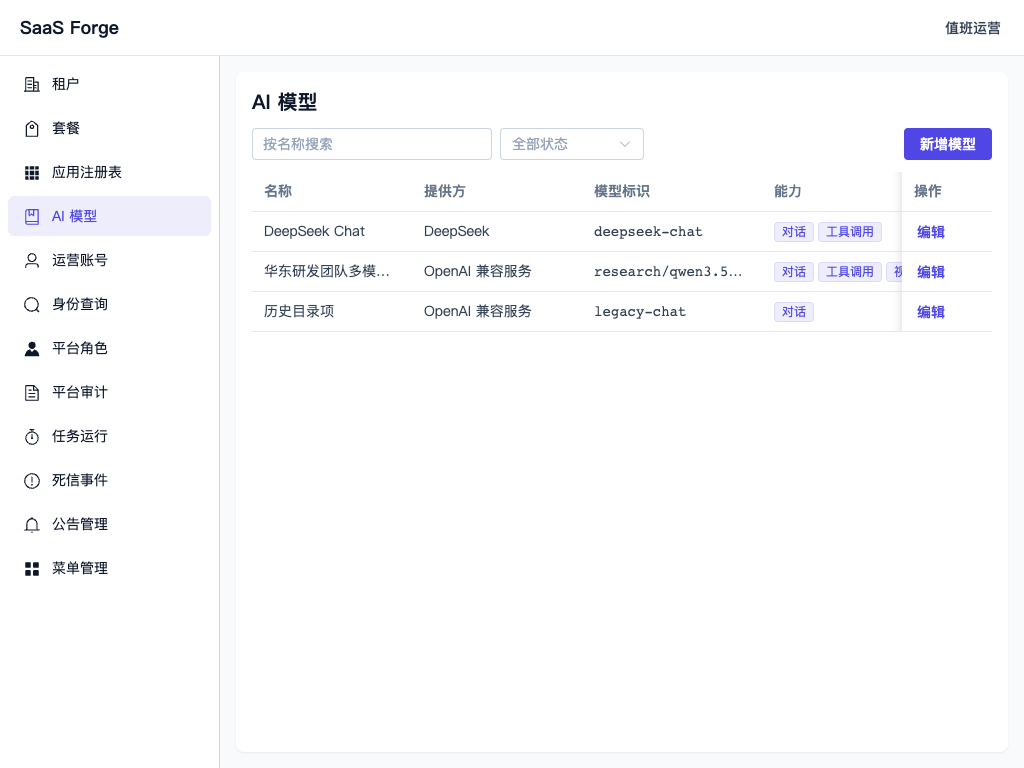 SaaS Forge
值班运营
租户
套餐
应用注册表
AI 模型
运营账号
身份查询
平台角色
平台审计
任务运行
死信事件
公告管理
菜单管理
AI 模型
按名称搜索
全部状态
新增模型
名称 提供方 模型标识 能力 操作
DeepSeek Chat DeepSeek deepseek-chat 对话 工具调用 编辑
华东研发团队多模... OpenAI 兼容服务 research/qwen3.5... 对话 工具调用 编辑
历史目录项 OpenAI 兼容服务 legacy-chat 对话 编辑